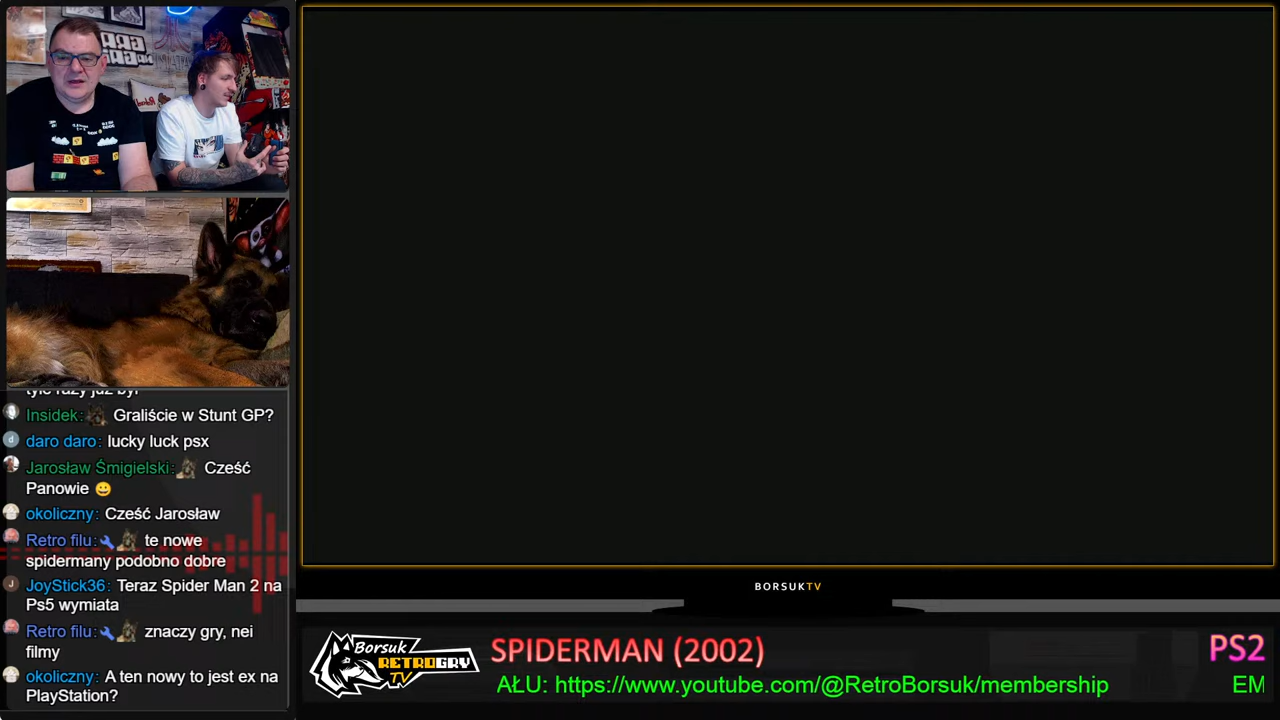 Insidek: Graliście w Stunt GP?
daro daro: lucky luck psx
Jarosław Śmigielski: Cześć
Panowie 😀
okoliczny: Cześć Jarosław
Retro filu: te nowe
spidermany podobno dobre
JoyStick36: Teraz Spider Man 2 na
Ps5 wymiata
Retro filu: znaczy gry, nei
filmy
okoliczny: A ten nowy to jest ex na
PlayStation?
BORSUKTV
Borsuk
RETROGRY
TV
SPIDERMAN (2002)
PS2
AŁU: https://www.youtube.com/@RetroBorsuk/membership
EM